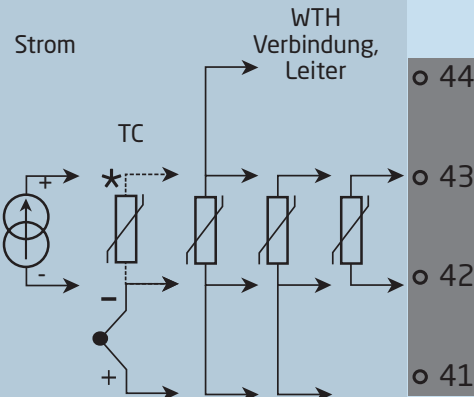 WTH
Verbindung,
Leiter
Strom
TC
44
*
43
+
-
42
-
41
+